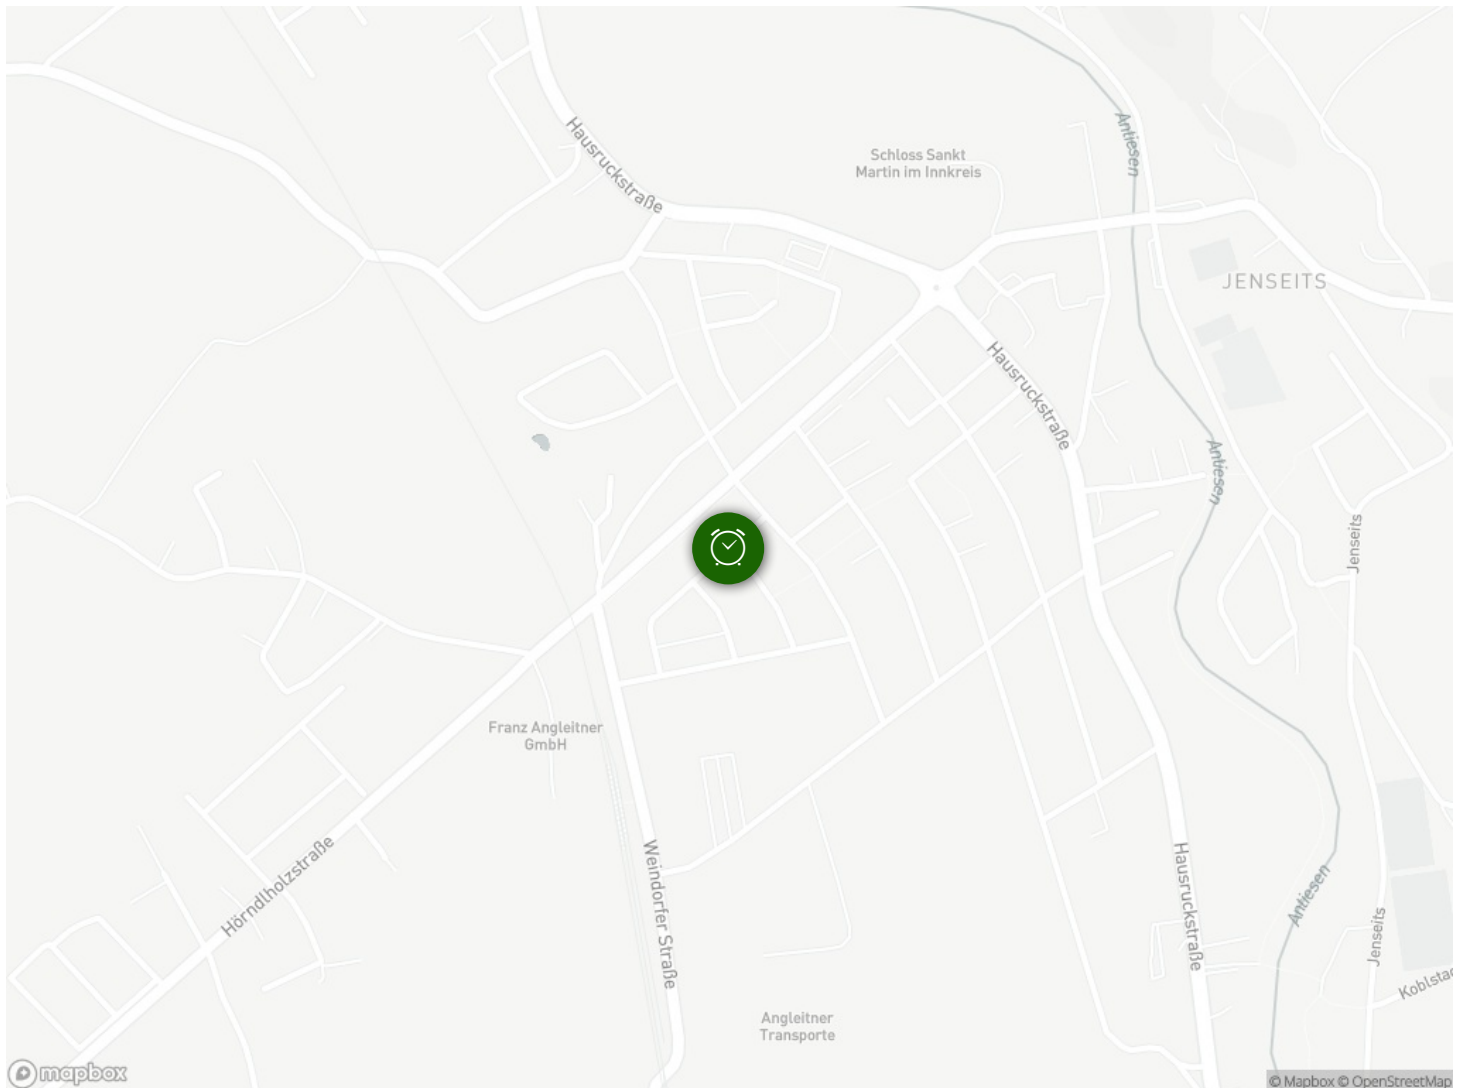 Hausruckstraße
Antiesen
Schloss Sankt
Martin im Innkreis
JENSEITS
Hausruckstraße
Antiesen
Jenseits
Franz Angleitner
GmbH
Hörndlholzstraße
Weindorfer Straße
Hausruckstraße
Antiesen
Jenseits
Angleitner
Transporte
mapbox
© Mapbox © OpenStreetMap